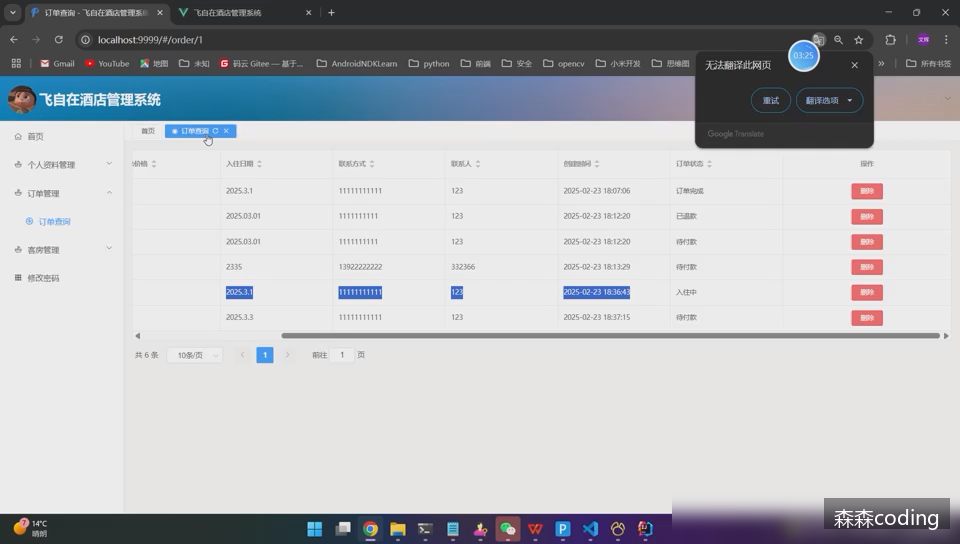 订单查询 - 飞自在酒店管理系统
飞自在酒店管理系统
localhost:9999/#/order/1
Gmail
YouTube
地图
未知
码云 Gitee — 基于...
AndroidNDKLearn
python
前端
安全
opencv
小米开发
思维图
所有书签
03:25
无法翻译此网页
重试
翻译选项
Google Translate
飞自在酒店管理系统
首页
个人资料管理
订单管理
订单查询
客房管理
修改密码
首页
订单查询
价格 入住日期 联系方式 联系人 创建时间 订单状态 操作
2025.3.1 11111111111 123 2025-02-23 18:07:06 订单完成 删除
2025.03.01 1111111111 123 2025-02-23 18:12:20 已退款 删除
2025.03.01 1111111111 123 2025-02-23 18:12:20 待付款 删除
2335 13922222222 332366 2025-02-23 18:13:29 待付款 删除
2025.3.1 11111111111 123 2025-02-23 18:36:43 入住中 删除
2025.3.3 1111111111 123 2025-02-23 18:37:15 待付款 删除
共 6 条 10条/页 1 前往 1 页
7
14°C
晴朗
森森coding